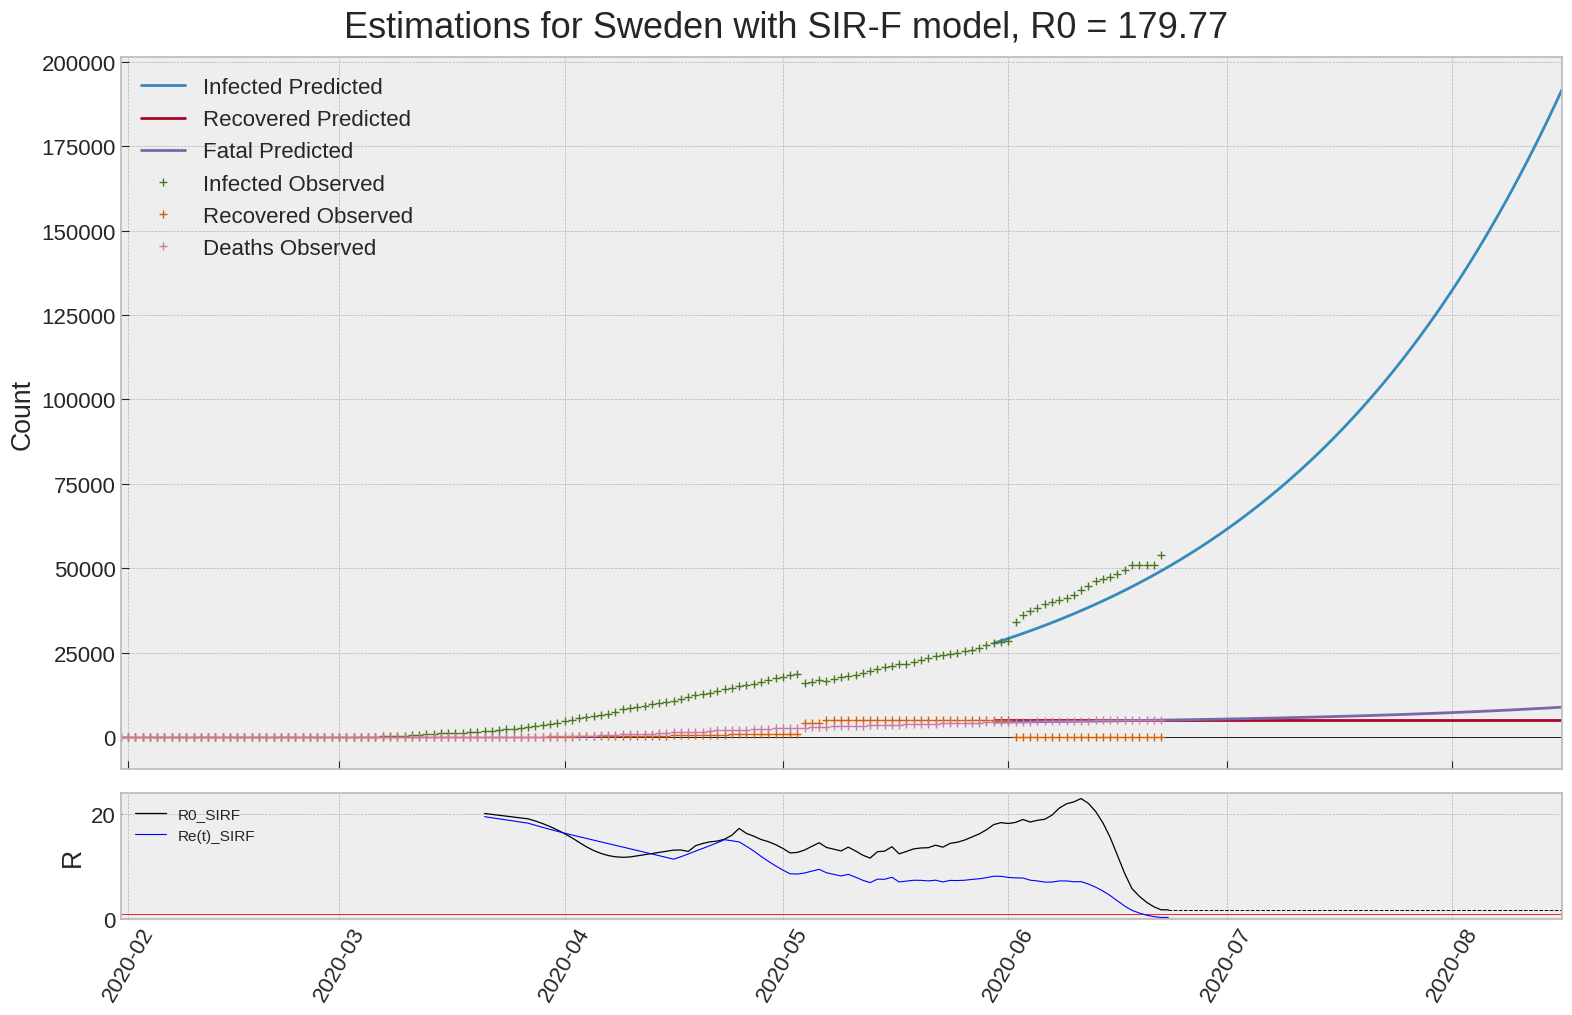 Estimations for Sweden with SIR-F model, R0 = 179.77
200000
175000
150000
125000
100000
75000
50000
25000
0
Count
Infected Predicted
Recovered Predicted
Fatal Predicted
Infected Observed
Recovered Observed
Deaths Observed
20
0
R
R0_SIRF
Re(t)_SIRF
2020-02
2020-03
2020-04
2020-05
2020-06
2020-07
2020-08